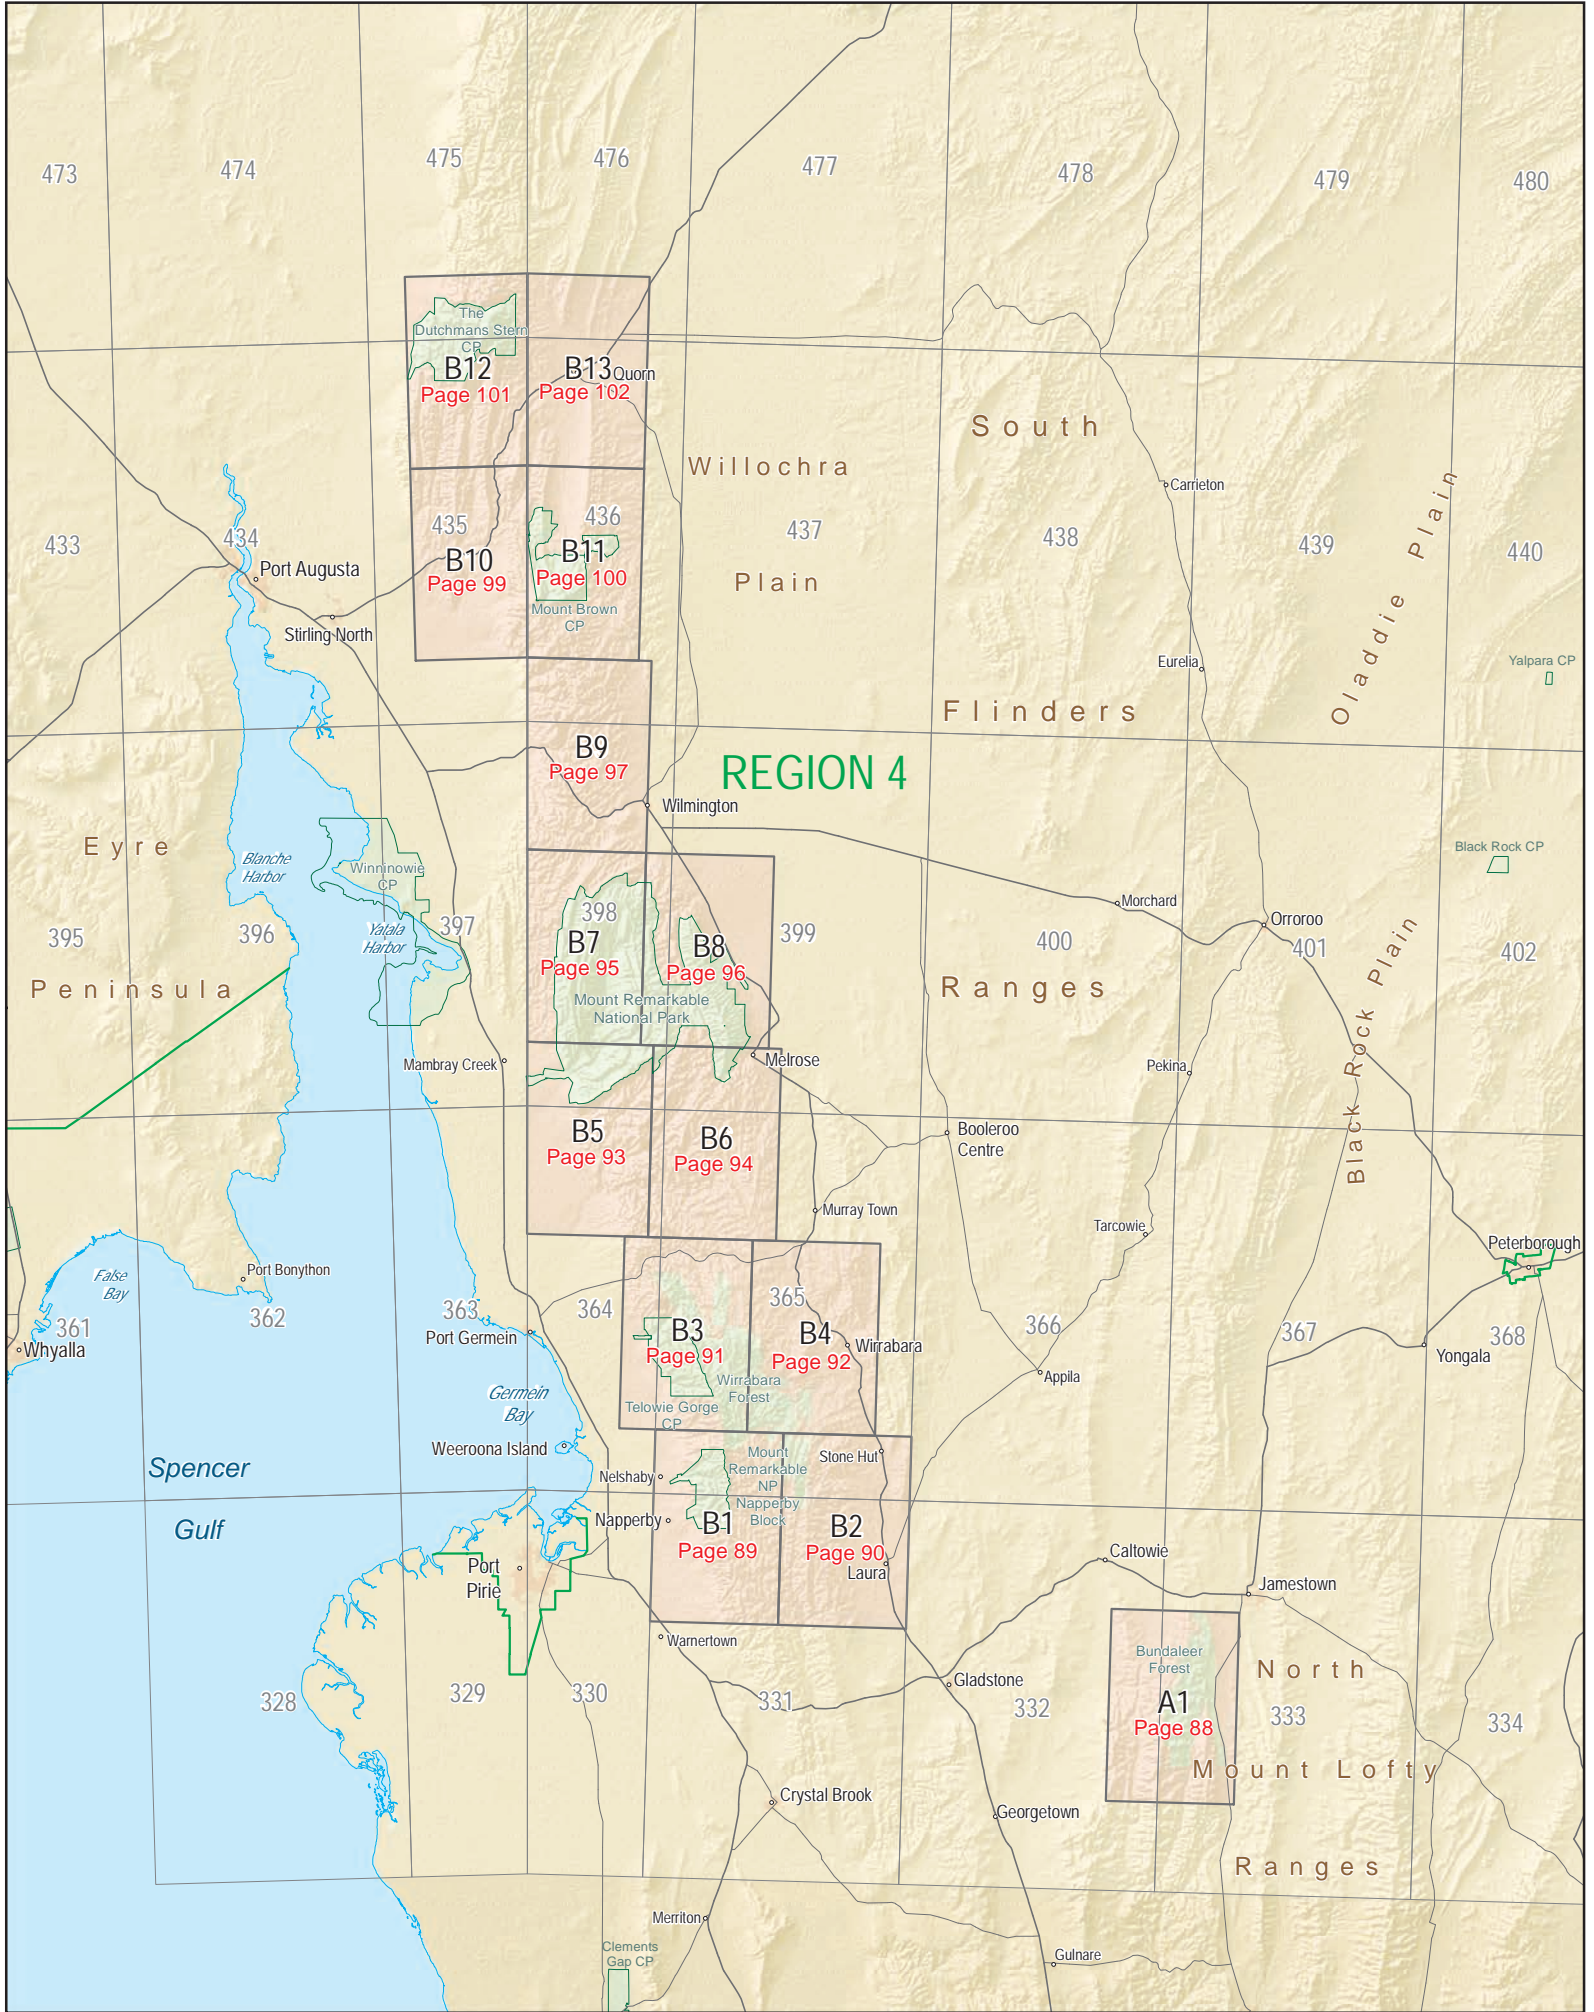 473
474
475
476
477
478
479
480
The
Dutchmans Stern
CP
B12
Page 101
B13
Page 102
Quorn
South
Willochra
Plain
Carrieton
Oladdie Plain
433
434
435
436
437
438
439
440
Port Augusta
Stirling North
B10
Page 99
B11
Page 100
Mount Brown
CP
Eurelia
Yalpara CP
Flinders
B9
Page 97
REGION 4
Wilmington
Eyre
Peninsula
Blanche
Harbor
Winninowie
CP
Yatala
Harbor
Black Rock CP
Morchard
Orroroo
395
396
397
398
399
400
401
402
B7
Page 95
B8
Page 96
Mount Remarkable
National Park
Ranges
Black Rock Plain
Mambray Creek
Melrose
Pekina
B5
Page 93
B6
Page 94
Booleroo
Centre
Murray Town
Tarcowie
Peterborough
False
Bay
Port Bonython
361
362
363
364
365
366
367
368
Whyalla
Port Germein
B3
Page 91
B4
Page 92
Wirrabara
Yongala
Appila
Wirrabara
Forest
Telowie Gorge
CP
Germein
Bay
Weeroona Island
Spencer
Gulf
Nelshaby
Napperby
Mount
Remarkable
NP
Napperby
Block
Stone Hut
B1
Page 89
B2
Page 90
Laura
Port
Pirie
Caltowie
Jamestown
Warnertown
Bundaleer
Forest
North
Gladstone
328
329
330
331
332
333
334
A1
Page 88
Mount Lofty
Crystal Brook
Georgetown
Ranges
Merriton
Clements
Gap CP
Gulnare